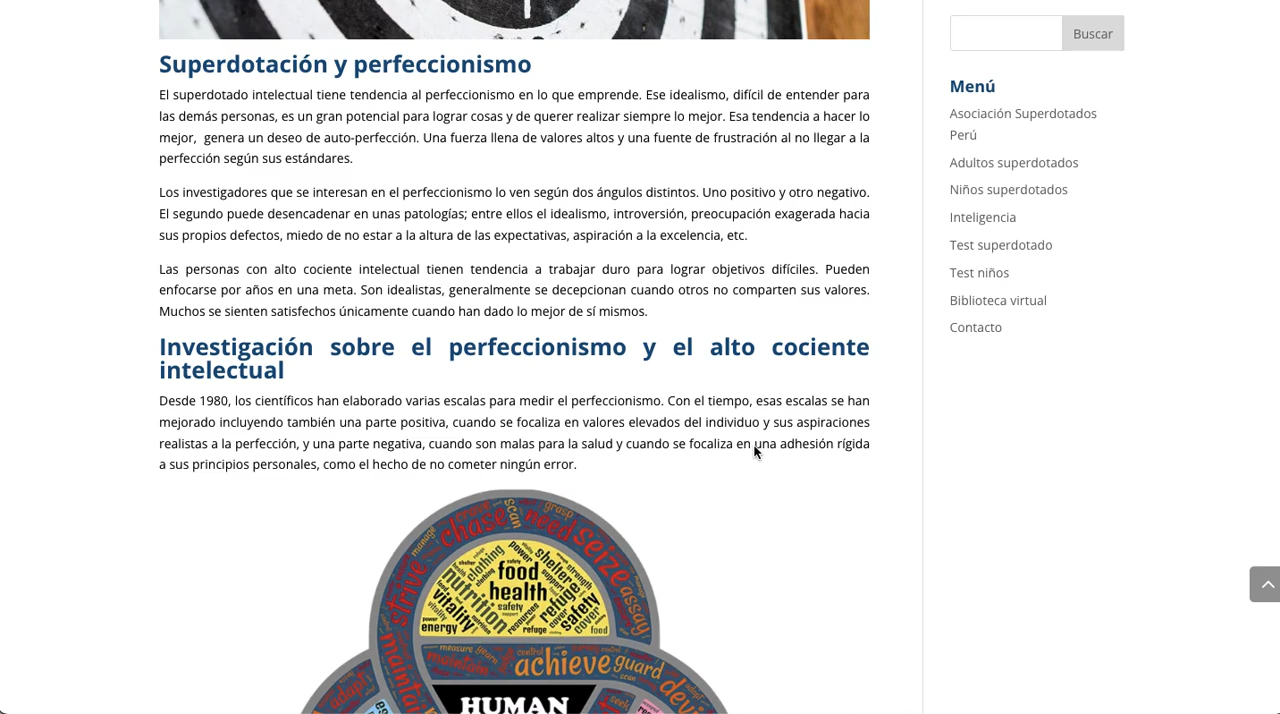 Superdotación y perfeccionismo
El superdotado intelectual tiene tendencia al perfeccionismo en lo que emprende. Ese idealismo, difícil de entender para
las demás personas, es un gran potencial para lograr cosas y de querer realizar siempre lo mejor. Esa tendencia a hacer lo
mejor,  genera un deseo de auto-perfección. Una fuerza llena de valores altos y una fuente de frustración al no llegar a la
perfección según sus estándares.
Los investigadores que se interesan en el perfeccionismo lo ven según dos ángulos distintos. Uno positivo y otro negativo.
El segundo puede desencadenar en unas patologías; entre ellos el idealismo, introversión, preocupación exagerada hacia
sus propios defectos, miedo de no estar a la altura de las expectativas, aspiración a la excelencia, etc.
Las personas con alto cociente intelectual tienen tendencia a trabajar duro para lograr objetivos difíciles. Pueden
enfocarse por años en una meta. Son idealistas, generalmente se decepcionan cuando otros no comparten sus valores.
Muchos se sienten satisfechos únicamente cuando han dado lo mejor de sí mismos.
Investigación sobre el perfeccionismo y el alto cociente
intelectual
Desde 1980, los científicos han elaborado varias escalas para medir el perfeccionismo. Con el tiempo, esas escalas se han
mejorado incluyendo también una parte positiva, cuando se focaliza en valores elevados del individuo y sus aspiraciones
realistas a la perfección, y una parte negativa, cuando son malas para la salud y cuando se focaliza en una adhesión rígida
a sus principios personales, como el hecho de no cometer ningún error.
manage
strive
chase
scan
need
grasp
seize
assay
clothing
power
shelter
food
health
safety
nutrition
vitality
energy
resources
refuge
support
strength
safety
cover
refuge
food
maintain
measure
yearn
control
maintain
achieve
guard
scan
adapt
HUMAN
seek
Buscar
Menú
Asociación Superdotados
Perú
Adultos superdotados
Niños superdotados
Inteligencia
Test superdotado
Test niños
Biblioteca virtual
Contacto